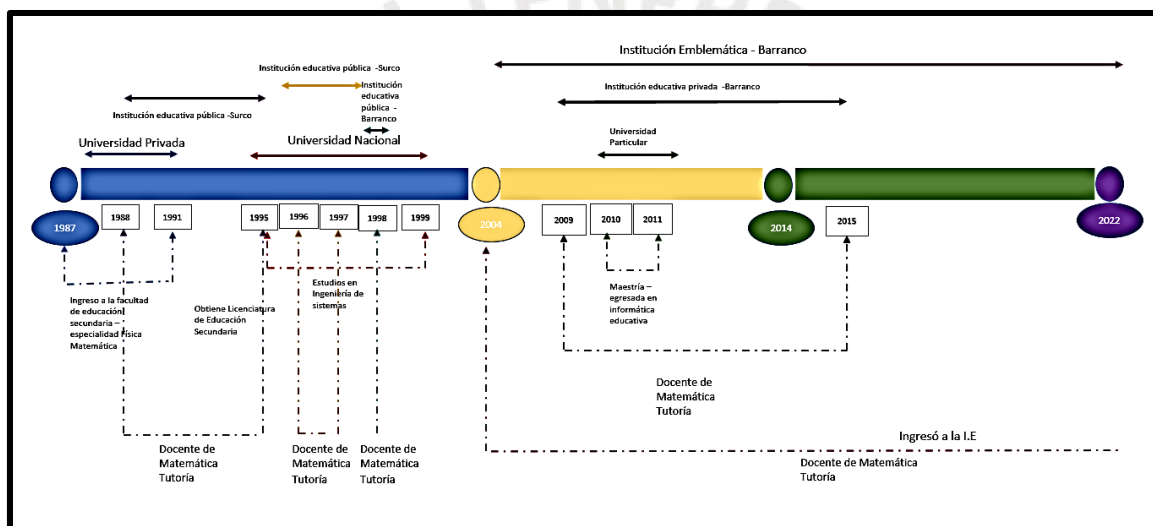 Institución Emblemática - Barranco
Institución educativa pública -Surco
Institución
educativa
pública -
Barranco
Institución educativa privada -Barranco
Institución educativa pública -Surco
Universidad Privada
Universidad Nacional
Universidad
Particular
1987
1988
1991
1995
1996
1997
1998
1999
2004
2009
2010
2011
2014
2015
2022
Ingreso a la facultad
de educación
secundaria –
especialidad Física
Matemática
Obtiene Licenciatura
de Educación
Secundaria
Estudios en
Ingeniería de
sistemas
Maestría –
egresada en
informática
educativa
Docente de
Matemática
Tutoría
Docente de
Matemática
Tutoría
Docente de
Matemática
Tutoría
Docente de
Matemática
Tutoría
Ingresó a la I.E
Docente de Matemática
Tutoría